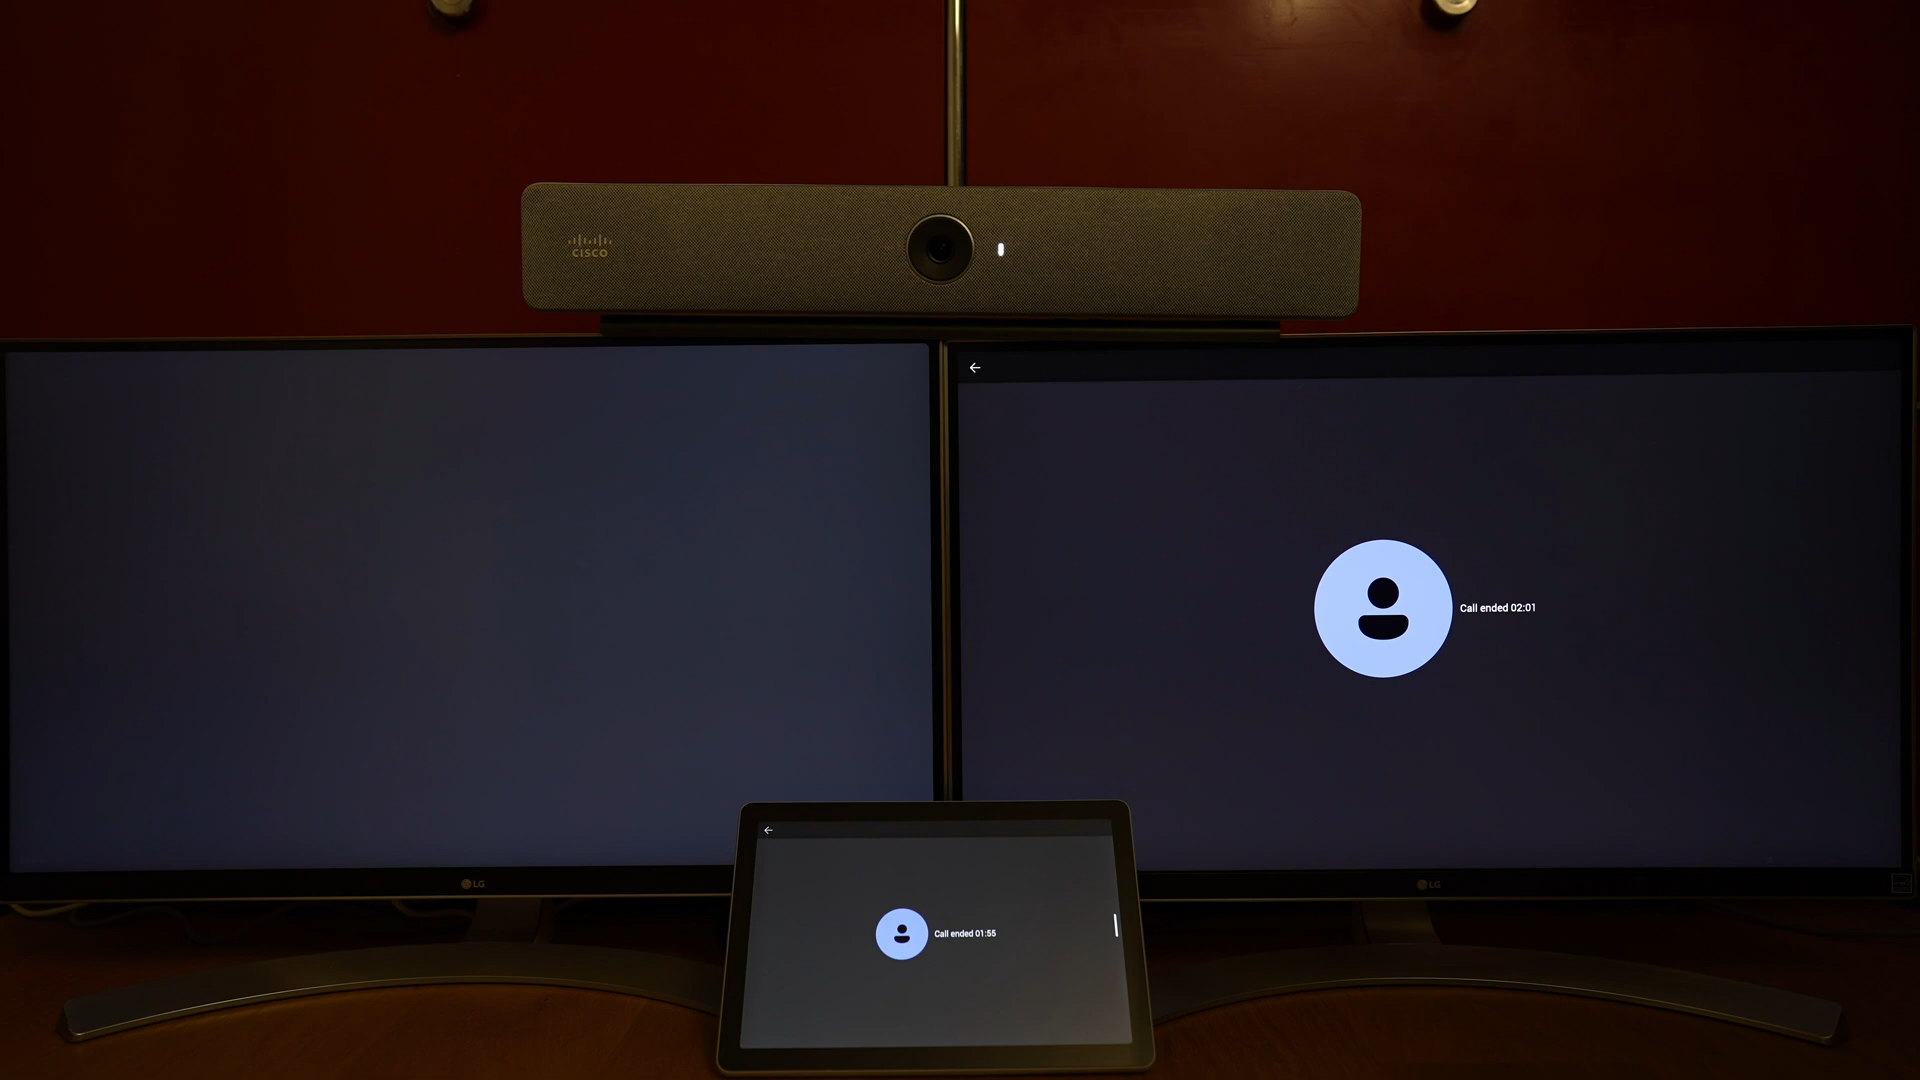 CISCO
Call ended 02:01
LG
LG
Call ended 01:55